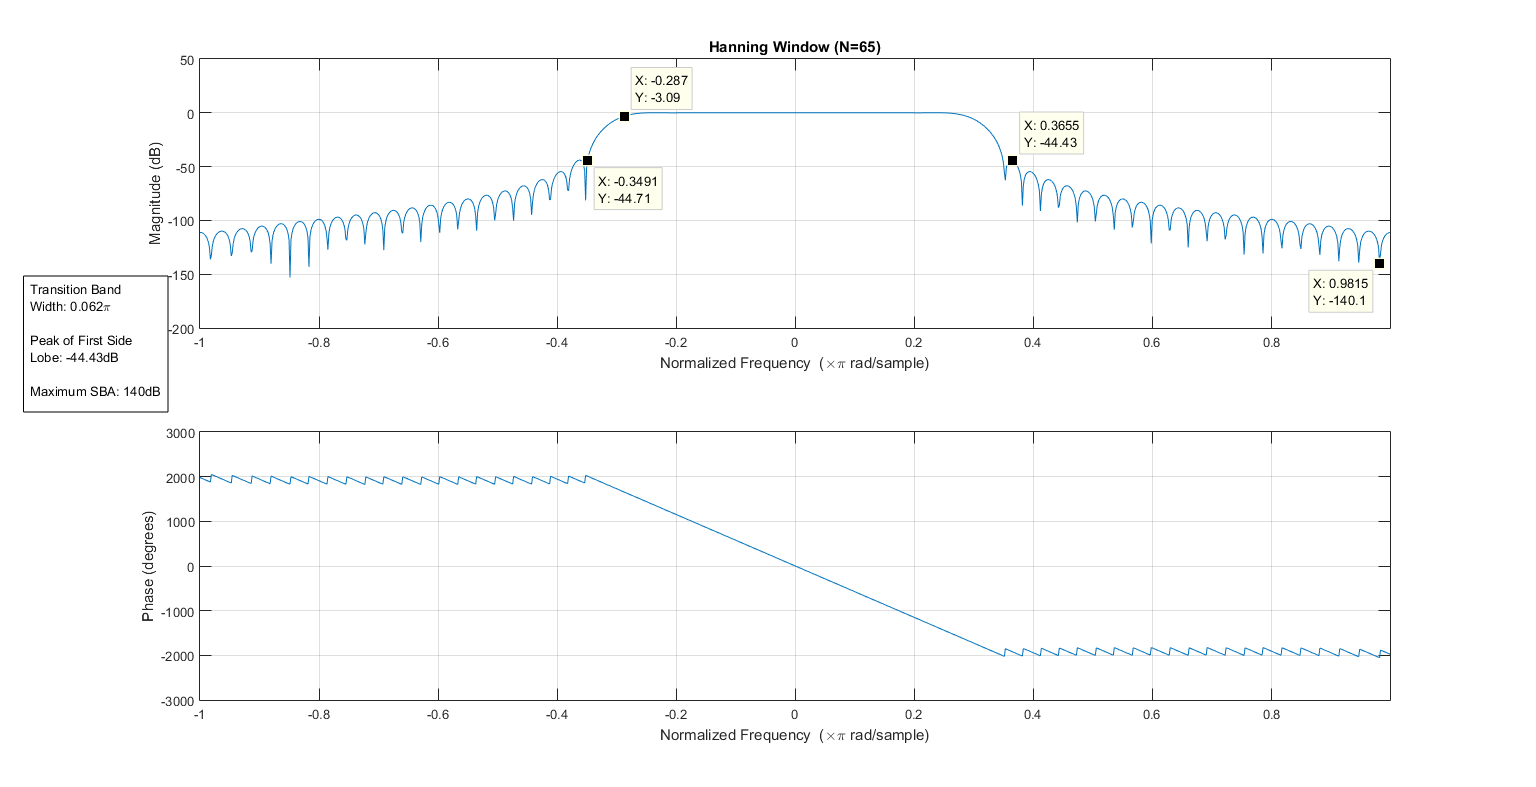 Hanning Window (N=65)
50
0
-50
-100
-150
-200
Magnitude (dB)
X: -0.287
Y: -3.09
X: -0.3491
Y: -44.71
X: 0.3655
Y: -44.43
X: 0.9815
Y: -140.1
-1
-0.8
-0.6
-0.4
-0.2
0
0.2
0.4
0.6
0.8
Normalized Frequency (×π rad/sample)
Transition Band
Width: 0.062π
Peak of First Side
Lobe: -44.43dB
Maximum SBA: 140dB
3000
2000
1000
0
-1000
-2000
-3000
Phase (degrees)
-1
-0.8
-0.6
-0.4
-0.2
0
0.2
0.4
0.6
0.8
Normalized Frequency (×π rad/sample)